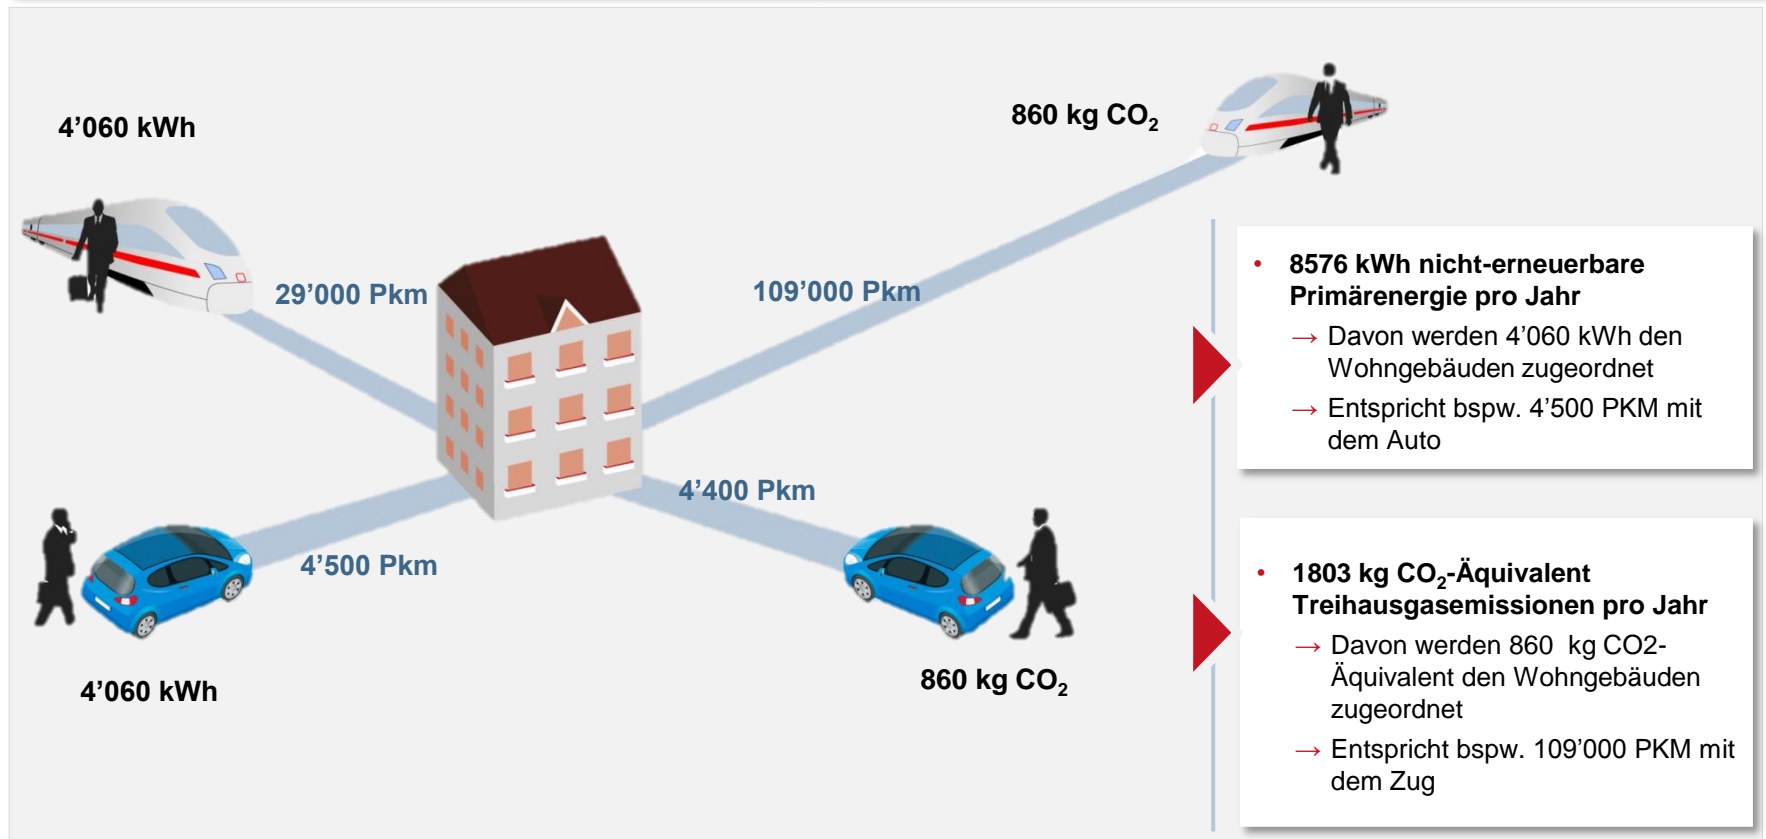 4’060 kWh
860 kg CO₂
29’000 Pkm
109’000 Pkm
4’400 Pkm
4’500 Pkm
4’060 kWh
860 kg CO₂
• 8576 kWh nicht-erneuerbare
Primärenergie pro Jahr
→ Davon werden 4’060 kWh den
Wohngebäuden zugeordnet
→ Entspricht bspw. 4’500 PKM mit
dem Auto
• 1803 kg CO₂-Äquivalent
Treihausgasemissionen pro Jahr
→ Davon werden 860 kg CO2-
Äquivalent den Wohngebäuden
zugeordnet
→ Entspricht bspw. 109’000 PKM mit
dem Zug